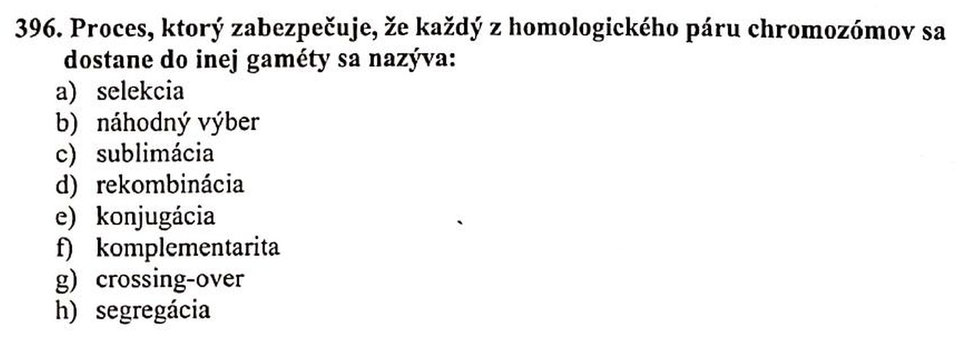 396. Proces, ktorý zabezpečuje, že každý z homologického páru chromozómov sa
dostane do inej gaméty sa nazýva:
a) selekcia
b) náhodný výber
c) sublimácia
d) rekombinácia
e) konjugácia
f) komplementarita
g) crossing-over
h) segregácia